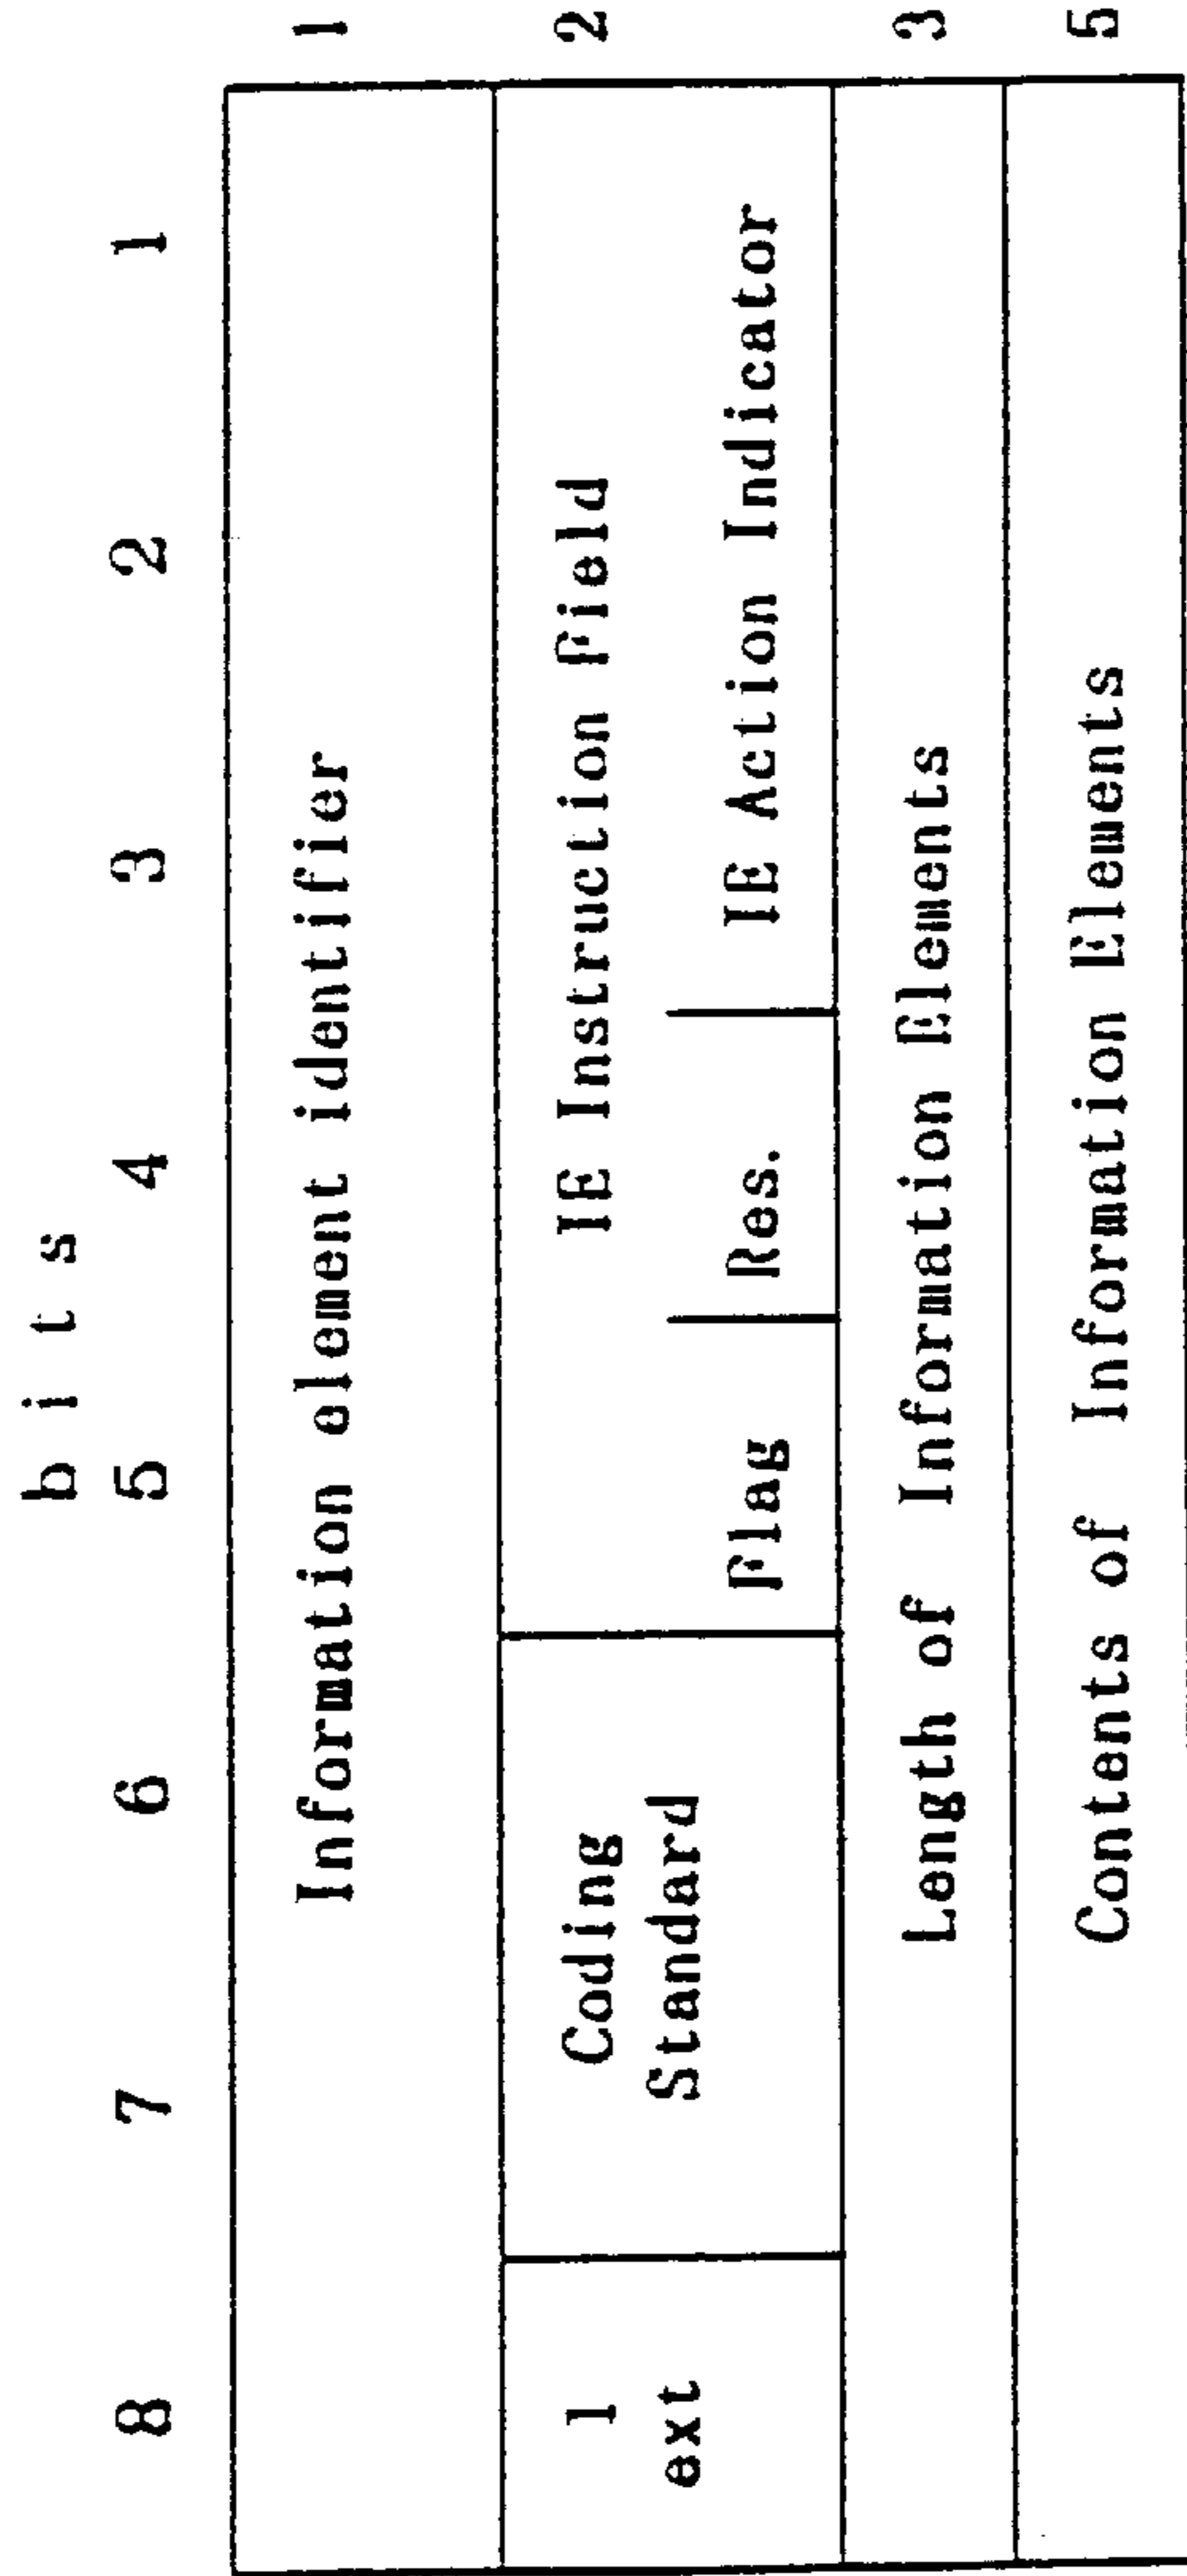 bits
8 7 6 5 4 3 2 1
Information element identifier 1
1 Coding IE Instruction Field 2
ext Standard
Flag Res. IE Action Indicator
Length of Information Elements 3
Contents of Information Elements 5